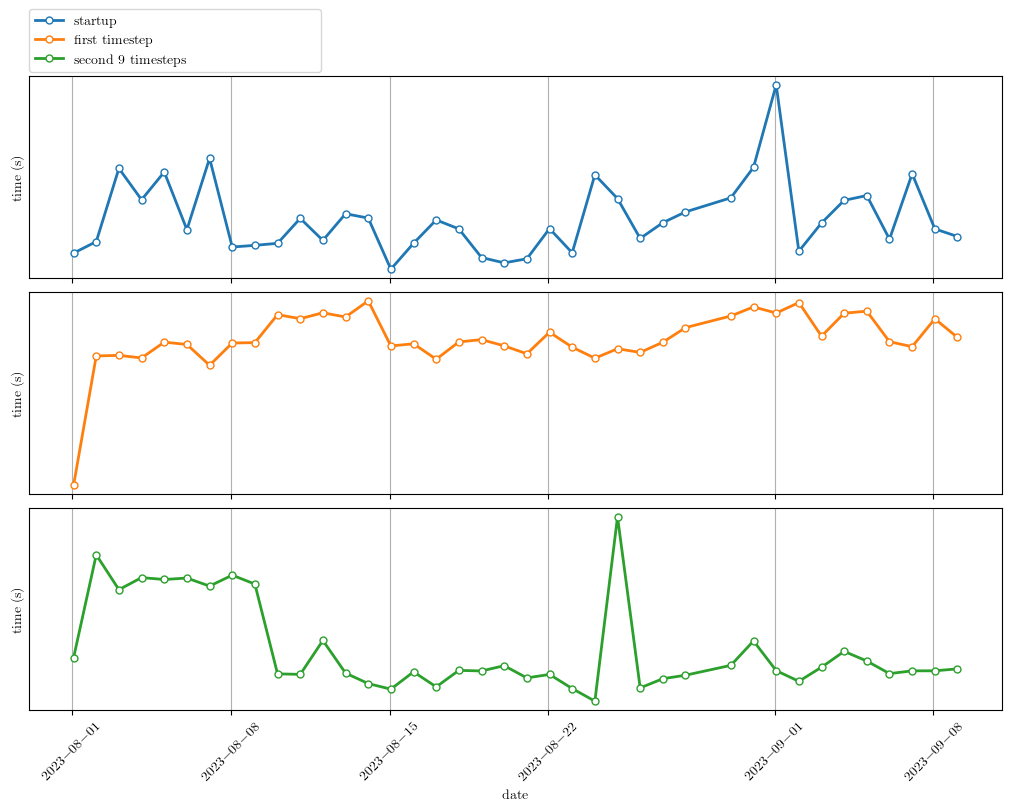 startup
first timestep
second 9 timesteps
time (s)
time (s)
time (s)
2023−08−01
2023−08−08
2023−08−15
2023−08−22
2023−09−01
2023−09−08
date